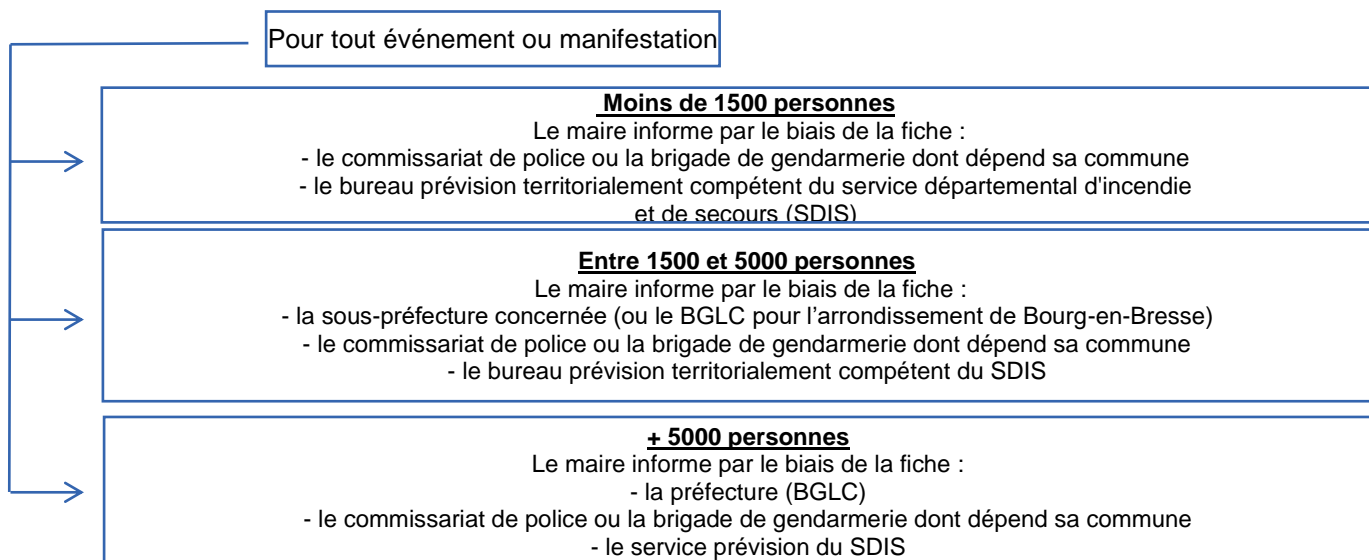 Pour tout événement ou manifestation
Moins de 1500 personnes
Le maire informe par le biais de la fiche :
- le commissariat de police ou la brigade de gendarmerie dont dépend sa commune
- le bureau prévision territorialement compétent du service départemental d'incendie
et de secours (SDIS)
Entre 1500 et 5000 personnes
Le maire informe par le biais de la fiche :
- la sous-préfecture concernée (ou le BGLC pour l’arrondissement de Bourg-en-Bresse)
- le commissariat de police ou la brigade de gendarmerie dont dépend sa commune
- le bureau prévision territorialement compétent du SDIS
+ 5000 personnes
Le maire informe par le biais de la fiche :
- la préfecture (BGLC)
- le commissariat de police ou la brigade de gendarmerie dont dépend sa commune
- le service prévision du SDIS